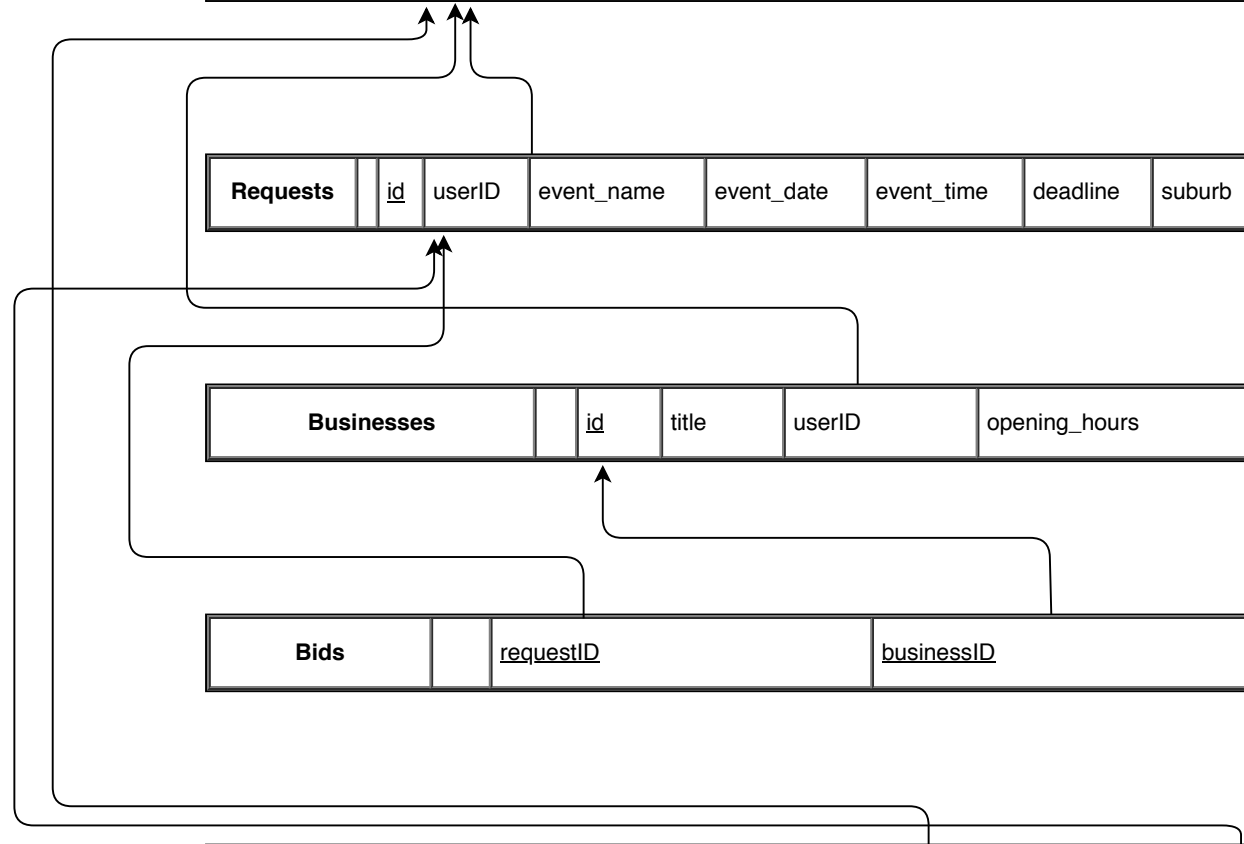 Requests id userID event_name event_date event_time deadline suburb
Businesses id title userID opening_hours
Bids requestID businessID